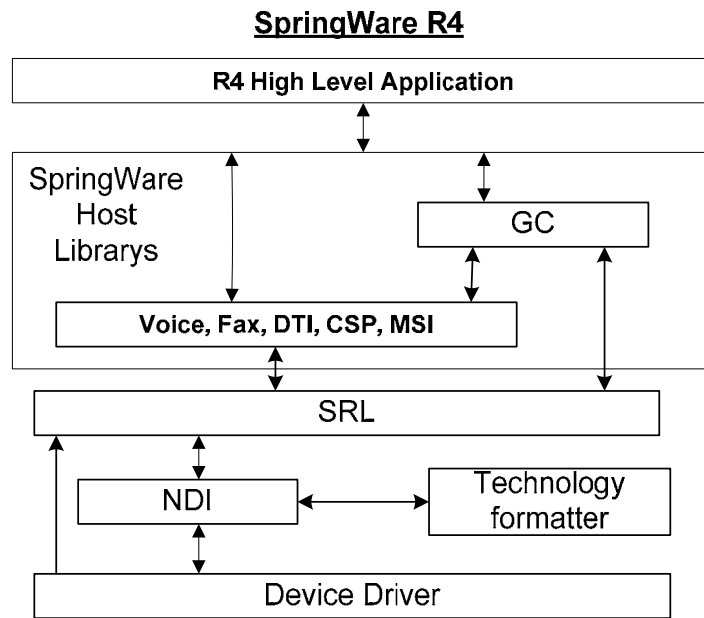 SpringWare R4
R4 High Level Application
SpringWare
Host
Librarys
GC
Voice, Fax, DTI, CSP, MSI
SRL
NDI
Technology
formatter
Device Driver